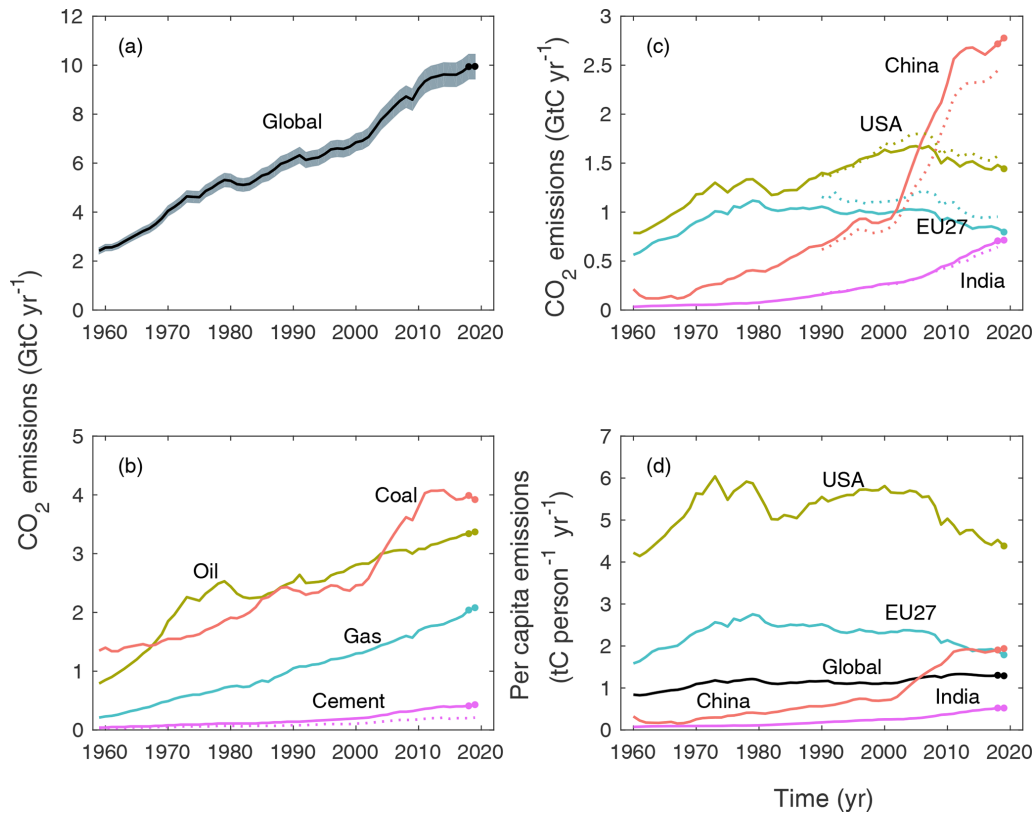 CO2 emissions (GtC yr-1)
(a)
Global
12
10
8
6
4
2
0
1960 1970 1980 1990 2000 2010 2020
CO2 emissions (GtC yr-1)
(c)
China
USA
EU27
India
3
2.5
2
1.5
1
0.5
0
1960 1970 1980 1990 2000 2010 2020
(b)
Coal
Oil
Gas
Cement
5
4
3
2
1
0
1960 1970 1980 1990 2000 2010 2020
Per capita emissions
(tC person-1 yr-1)
(d)
USA
EU27
Global
China
India
7
6
5
4
3
2
1
0
1960 1970 1980 1990 2000 2010 2020
Time (yr)